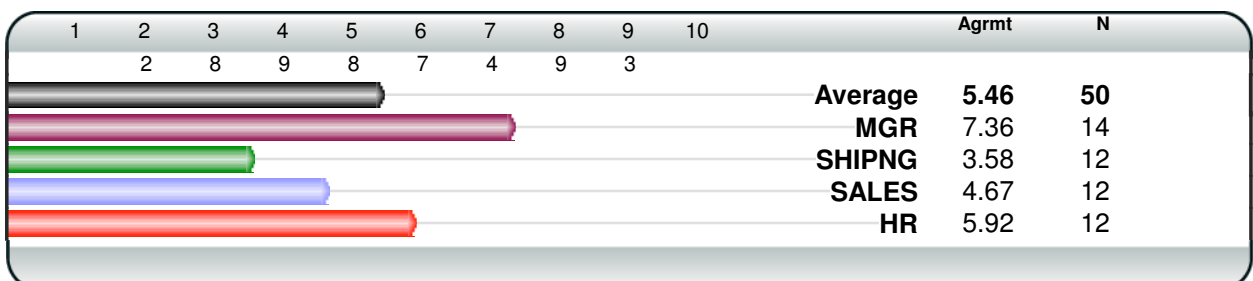 1 2 3 4 5 6 7 8 9 10 Agrmt N
2 8 9 8 7 4 9 3
Average 5.46 50
MGR 7.36 14
SHIPNG 3.58 12
SALES 4.67 12
HR 5.92 12